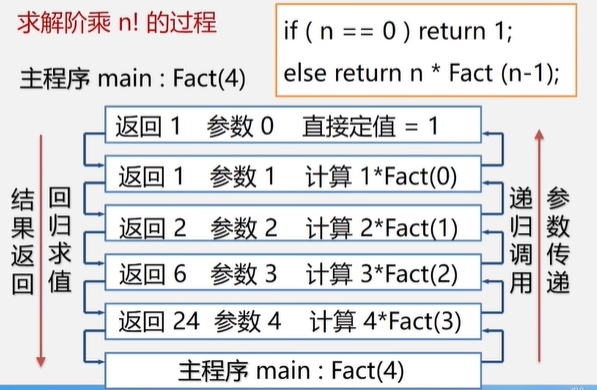 求解阶乘 n! 的过程
if ( n == 0 ) return 1;
else return n * Fact (n-1);
主程序 main : Fact(4)
返回 1 参数 0 直接定值 = 1
返回 1 参数 1 计算 1*Fact(0)
返回 2 参数 2 计算 2*Fact(1)
返回 6 参数 3 计算 3*Fact(2)
返回 24 参数 4 计算 4*Fact(3)
主程序 main : Fact(4)
结果返回
回归求值
递归调用
参数传递